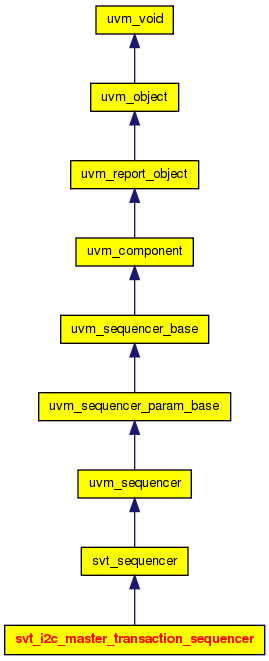 uvm_void
uvm_object
uvm_report_object
uvm_component
uvm_sequencer_base
uvm_sequencer_param_base
uvm_sequencer
svt_sequencer
svt_i2c_master_transaction_sequencer